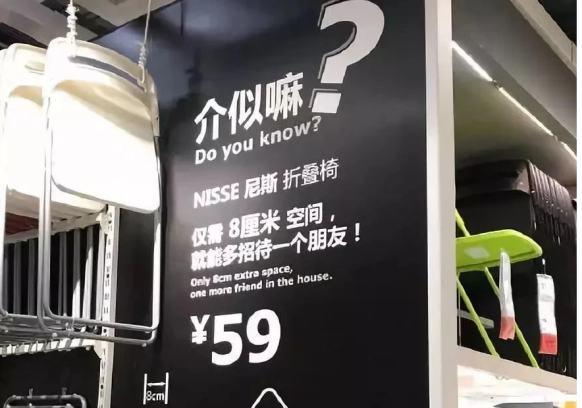 ?
介似嘛
Do you know?
NISSE 尼斯 折叠椅
仅需 8厘米 空间，
就能多招待一个朋友！
Only 8cm extra space,
one more friend in the house.
¥59
8cm